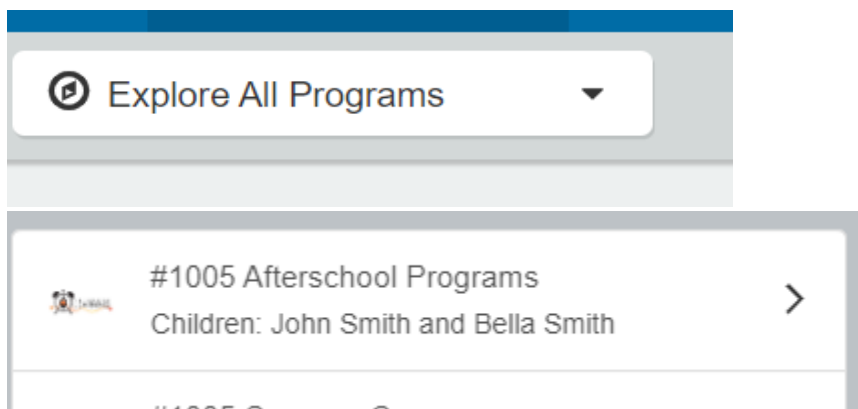 Explore All Programs
#1005 Afterschool Programs
Children: John Smith and Bella Smith